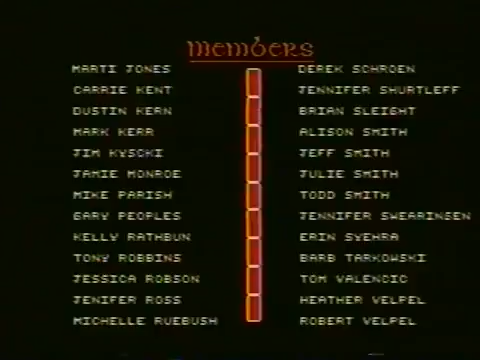 members
MARTI JONES
CARRIE KENT
DUSTIN KERN
MARK KERR
JIM KYSCKI
JAMIE MONROE
MIKE PARISH
GARY PEOPLES
KELLY RATHBUN
TONY ROBBINS
JESSICA ROBSON
JENIFER ROSS
MICHELLE RUEBUSH
DEREK SCHROEN
JENNIFER SHURTLEFF
BRIAN SLEIGHT
ALISON SMITH
JEFF SMITH
JULIE SMITH
TODD SMITH
JENNIFER SWEARINSEN
ERIN SYEHRA
BARB TARKOWSKI
TOM VALENCIC
HEATHER VELPEL
ROBERT VELPEL